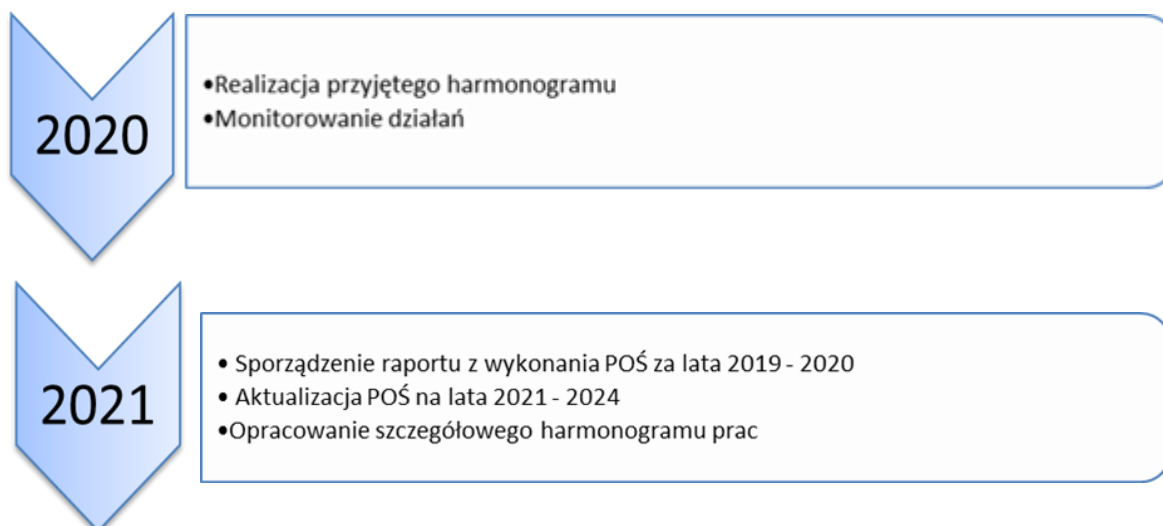 2020
•Realizacja przyjętego harmonogramu
•Monitorowanie działań
2021
• Sporządzenie raportu z wykonania POŚ za lata 2019 - 2020
• Aktualizacja POŚ na lata 2021 - 2024
•Opracowanie szczegółowego harmonogramu prac